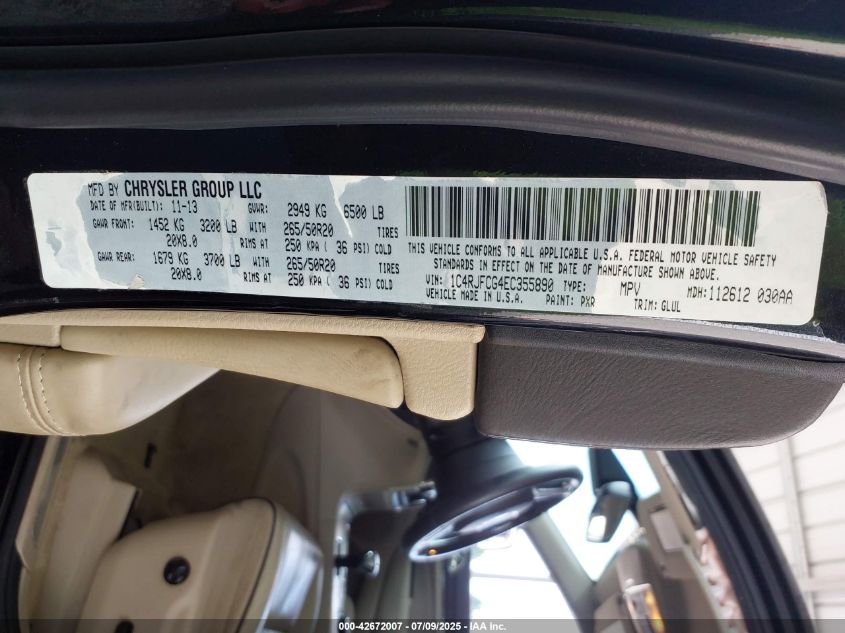 MFD BY CHRYSLER GROUP LLC
DATE OF MFR(BUILT): 11-13 GVWR: 2949 KG 6500 LB
GAWR FRONT: 1452 KG 3200 LB WITH 265/50R20 TIRES
20X8.0 RIMS AT 250 KPA ( 36 PSI) COLD
GAWR REAR: 1679 KG 3700 LB WITH 265/50R20 TIRES
20X8.0 RIMS AT 250 KPA ( 36 PSI) COLD
THIS VEHICLE CONFORMS TO ALL APPLICABLE U.S.A. FEDERAL MOTOR VEHICLE SAFETY
STANDARDS IN EFFECT ON THE DATE OF MANUFACTURE SHOWN ABOVE.
VIN: 1C4RJFCG4EC355890 TYPE: MPV MDH: 112612 030AA
VEHICLE MADE IN U.S.A. PAINT: PXR TRIM: GLUL
000-42672007 - 07/09/2025 - IAA Inc.